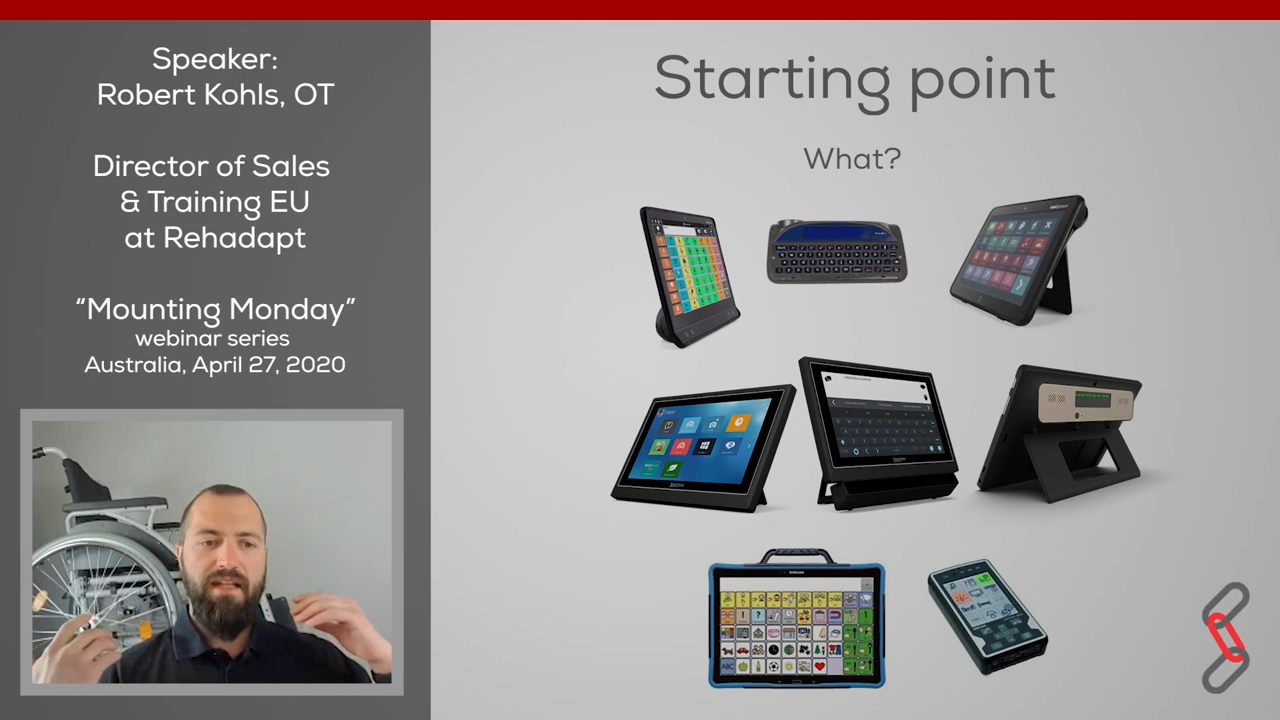 Speaker:
Robert Kohls, OT
Director of Sales
& Training EU
at Rehadapt
“Mounting Monday”
webinar series
Australia, April 27, 2020
Starting point
What?
ABC